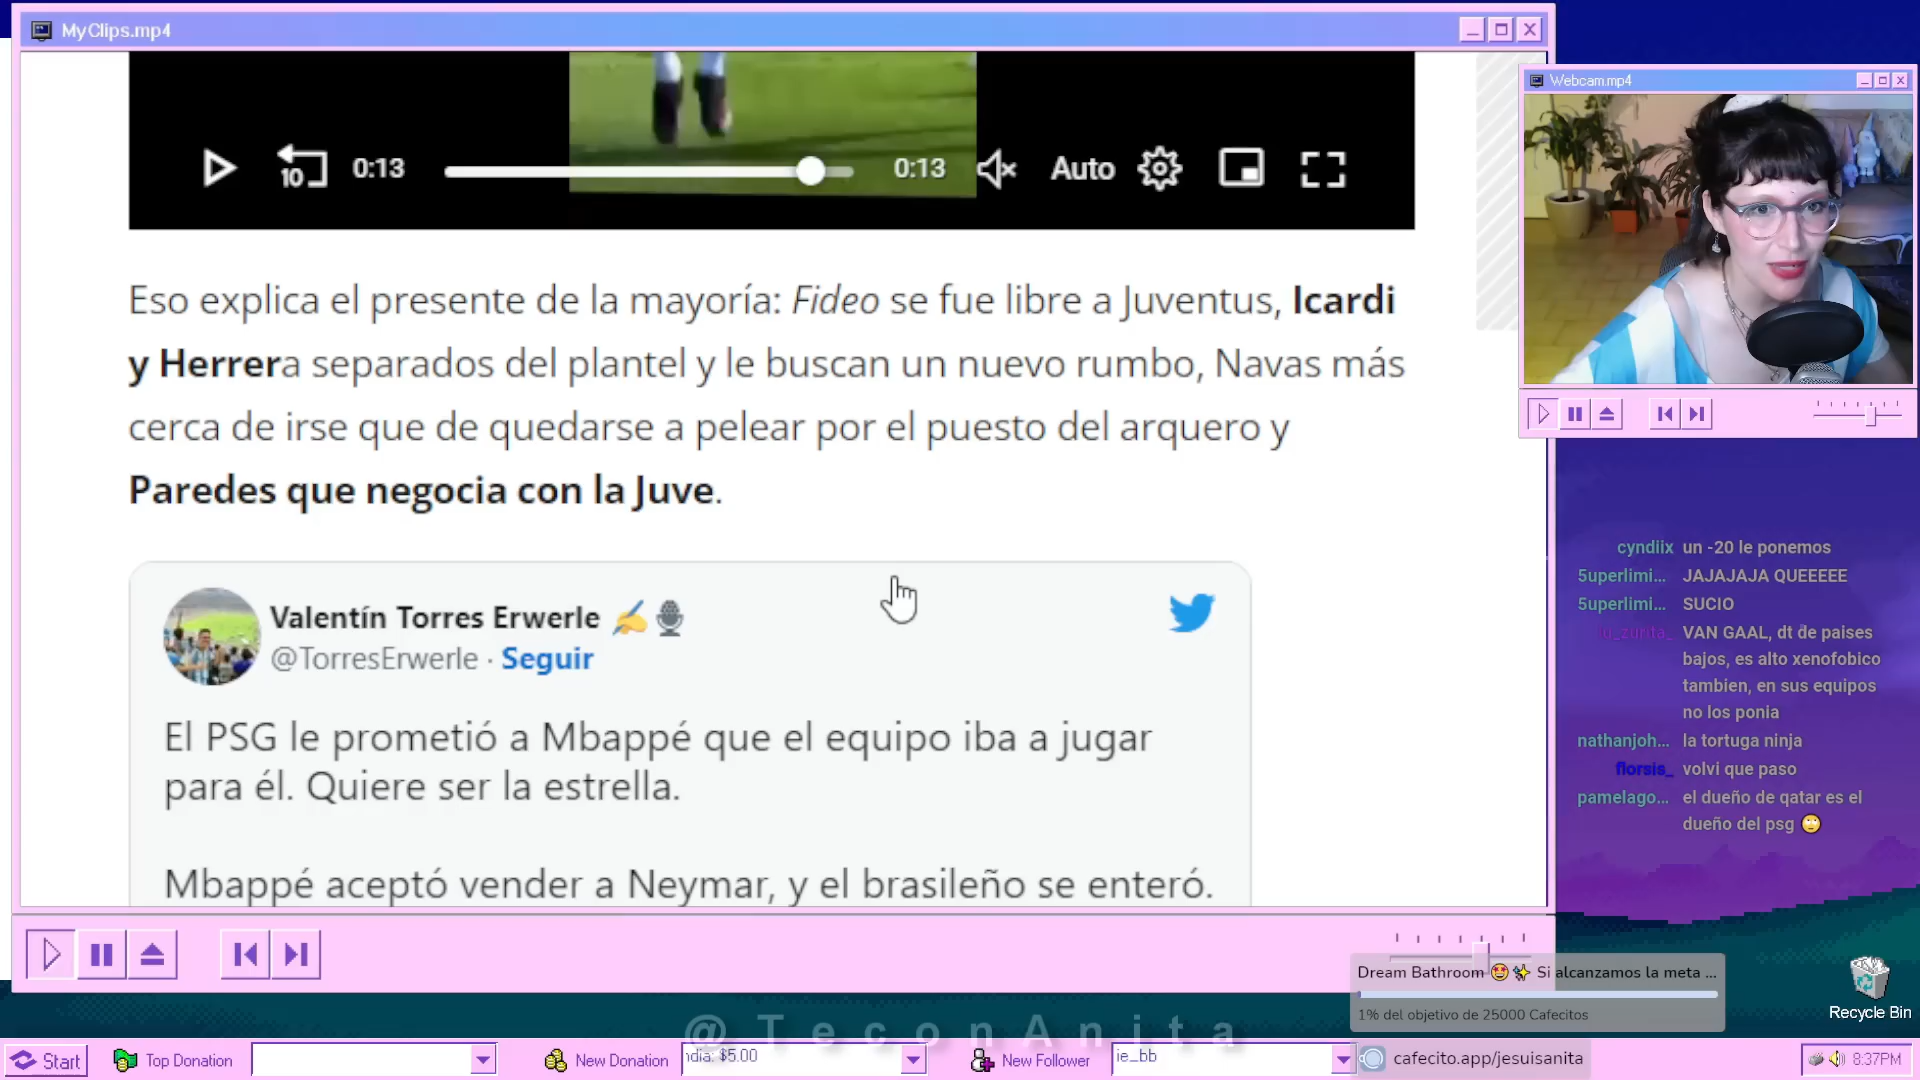 MyClips.mp4
10
0:13
0:13
Auto
Eso explica el presente de la mayoría: Fideo se fue libre a Juventus, Icardi
y Herrera separados del plantel y le buscan un nuevo rumbo, Navas más
cerca de irse que de quedarse a pelear por el puesto del arquero y
Paredes que negocia con la Juve.
Valentín Torres Erwerle
@TorresErwerle · Seguir
El PSG le prometió a Mbappé que el equipo iba a jugar
para él. Quiere ser la estrella.
Mbappé aceptó vender a Neymar, y el brasileño se enteró.
Webcam.mp4
cyndiix un -20 le ponemos
5uperlimi... JAJAJAJA QUEEEEE
5uperlimi... SUCIO
u_zurita_ VAN GAAL, dt de paises
bajos, es alto xenofobico
tambien, en sus equipos
no los ponia
nathanjoh... la tortuga ninja
florsis_ volvi que paso
pamelago... el dueño de qatar es el
dueño del psg 🙄
Dream Bathroom 🤩✨ Si alcanzamos la meta ...
1% del objetivo de 25000 Cafecitos
Recycle Bin
@TeconAnita
Start
Top Donation
New Donation
ndia: $5.00
New Follower
ie_bb
cafecito.app/jesuisanita
8:37PM